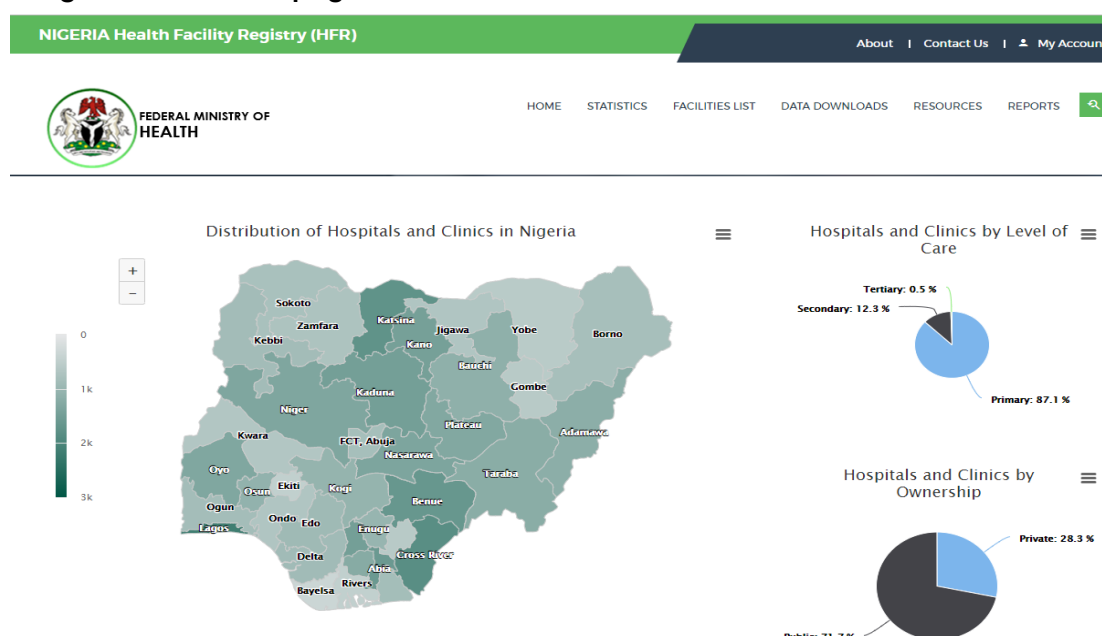 NIGERIA Health Facility Registry (HFR)
About | Contact Us | My Accoun
FEDERAL MINISTRY OF
HEALTH
HOME STATISTICS FACILITIES LIST DATA DOWNLOADS RESOURCES REPORTS
Distribution of Hospitals and Clinics in Nigeria
+
−
0
1k
2k
3k
Sokoto
Zamfara
Katsina
Jigawa
Yobe
Borno
Kebbi
Kano
Bauchi
Gombe
Kaduna
Niger
Plateau
Adamawa
Kwara
FCT, Abuja
Nasarawa
Taraba
Oyo
Osun
Ekiti
Kogi
Benue
Ogun
Ondo
Edo
Enugu
Lagos
Delta
Abia
Cross River
Bayelsa
Rivers
Hospitals and Clinics by Level of
Care
Tertiary: 0.5 %
Secondary: 12.3 %
Primary: 87.1 %
Hospitals and Clinics by
Ownership
Private: 28.3 %
Public: 71.7 %